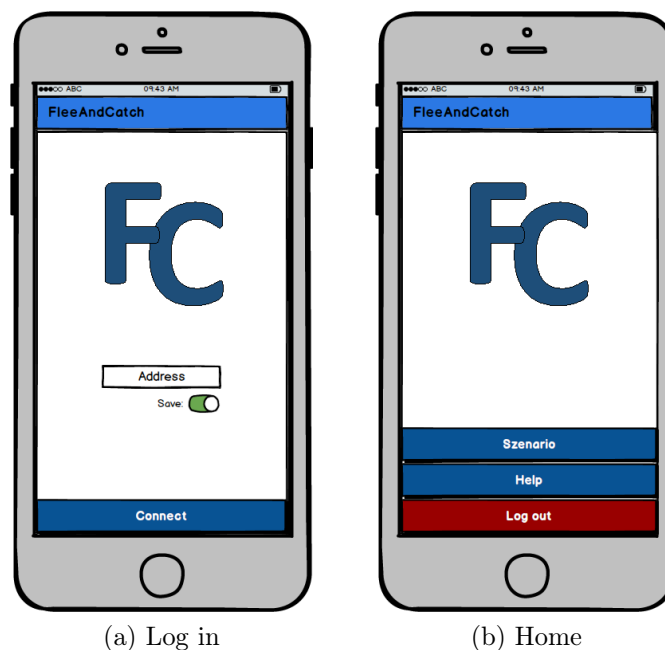 ABC 09:43 AM
FleeAndCatch
FC
Address
Save:
Connect
(a) Log in
ABC 09:43 AM
FleeAndCatch
FC
Szenario
Help
Log out
(b) Home